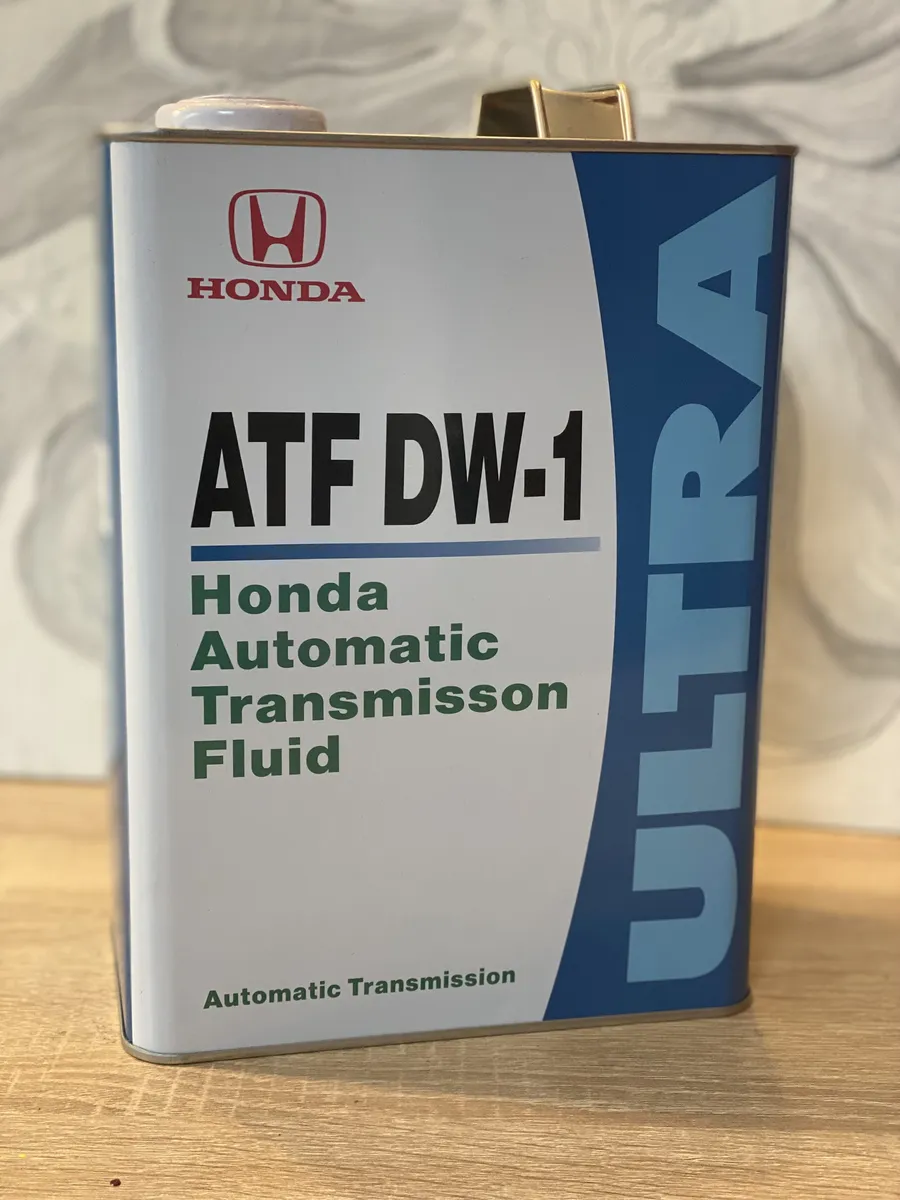 HONDA
ATF DW-1
Honda
Automatic
Transmisson
Fluid
Automatic Transmission
ULTRA